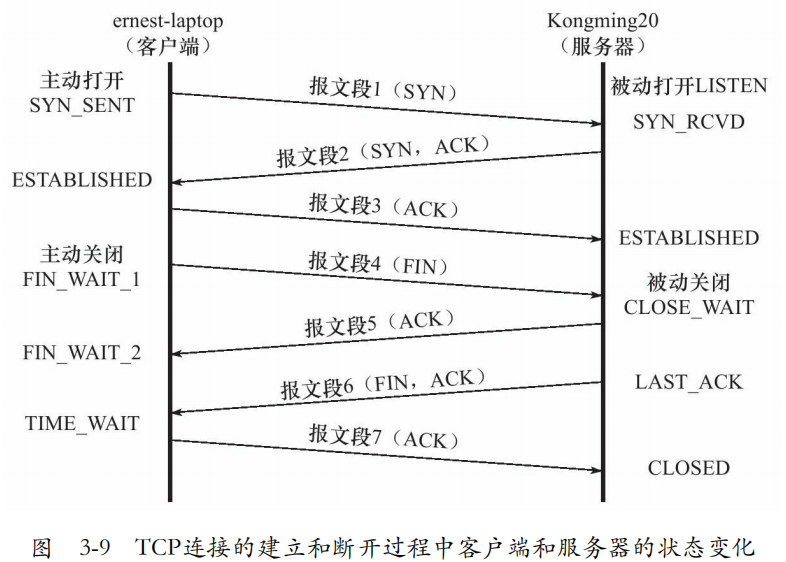 ernest-laptop
（客户端）
Kongming20
（服务器）
主动打开
SYN_SENT
报文段1（SYN）
被动打开LISTEN
SYN_RCVD
报文段2（SYN，ACK）
ESTABLISHED
报文段3（ACK）
ESTABLISHED
主动关闭
FIN_WAIT_1
报文段4（FIN）
被动关闭
CLOSE_WAIT
报文段5（ACK）
FIN_WAIT_2
报文段6（FIN，ACK）
LAST_ACK
TIME_WAIT
报文段7（ACK）
CLOSED
图 3-9 TCP连接的建立和断开过程中客户端和服务器的状态变化